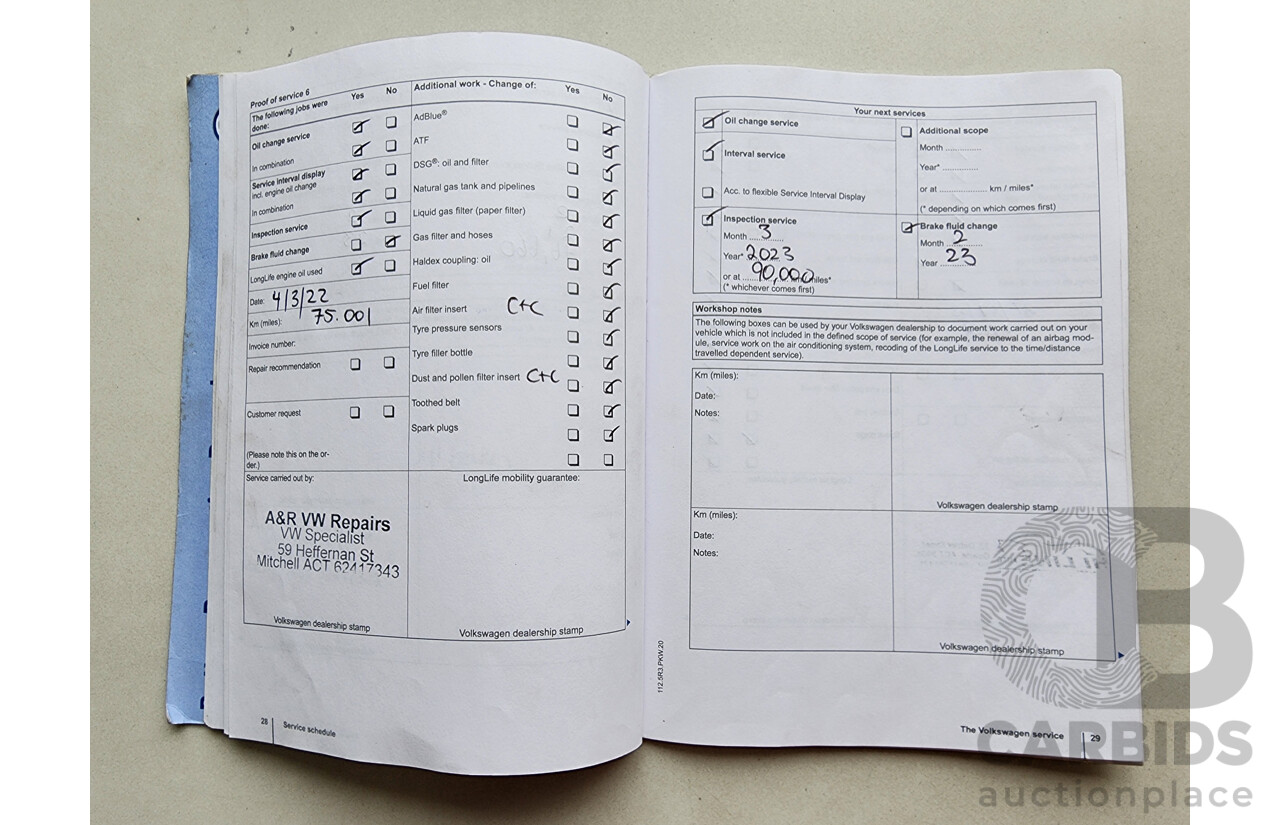 Proof of service 6
Yes No
The following jobs were
done:
Oil change service
In combination
Service interval display
incl. engine oil change
In combination
Inspection service
Brake fluid change
LongLife engine oil used
Date: 4/3/22
Km (miles): 75.001
Invoice number:
Repair recommendation
Customer request
(Please note this on the or-
der.)
Additional work - Change of: Yes No
AdBlue®
ATF
DSG®: oil and filter
Natural gas tank and pipelines
Liquid gas filter (paper filter)
Gas filter and hoses
Haldex coupling: oil
Fuel filter
Air filter insert C+C
Tyre pressure sensors
Tyre filler bottle
Dust and pollen filter insert C+C
Toothed belt
Spark plugs
Service carried out by:
A&R VW Repairs
VW Specialist
59 Heffernan St
Mitchell ACT 62417343
Volkswagen dealership stamp
LongLife mobility guarantee:
Volkswagen dealership stamp
28 Service schedule
Your next services
Oil change service
Interval service
Acc. to flexible Service Interval Display
Additional scope
Month ..............
Year* ..............
or at .................. km / miles*
(* depending on which comes first)
Inspection service
Month .... 3
Year* 2023
or at .... 90,000 miles*
(* whichever comes first)
Brake fluid change
Month 2
Year 23
Workshop notes
The following boxes can be used by your Volkswagen dealership to document work carried out on your
vehicle which is not included in the defined scope of service (for example, the renewal of an airbag mod-
ule, service work on the air conditioning system, recoding of the LongLife service to the time/distance
travelled dependent service).
Km (miles):
Date:
Notes:
Volkswagen dealership stamp
Km (miles):
Date:
Notes:
Volkswagen dealership stamp
112.5R3.PKW.20
The Volkswagen service 29
CARBIDS
auctionplace